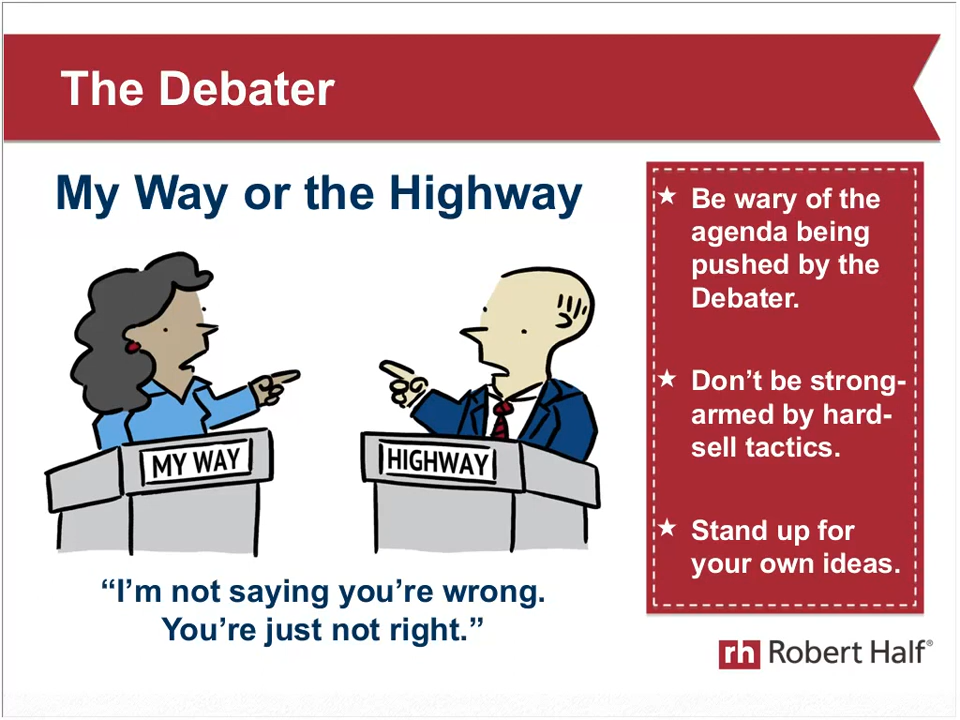 The Debater
My Way or the Highway
MY WAY
HIGHWAY
“I’m not saying you’re wrong.
You’re just not right.”
★ Be wary of the
agenda being
pushed by the
Debater.
★ Don’t be strong-
armed by hard-
sell tactics.
★ Stand up for
your own ideas.
rh Robert Half®